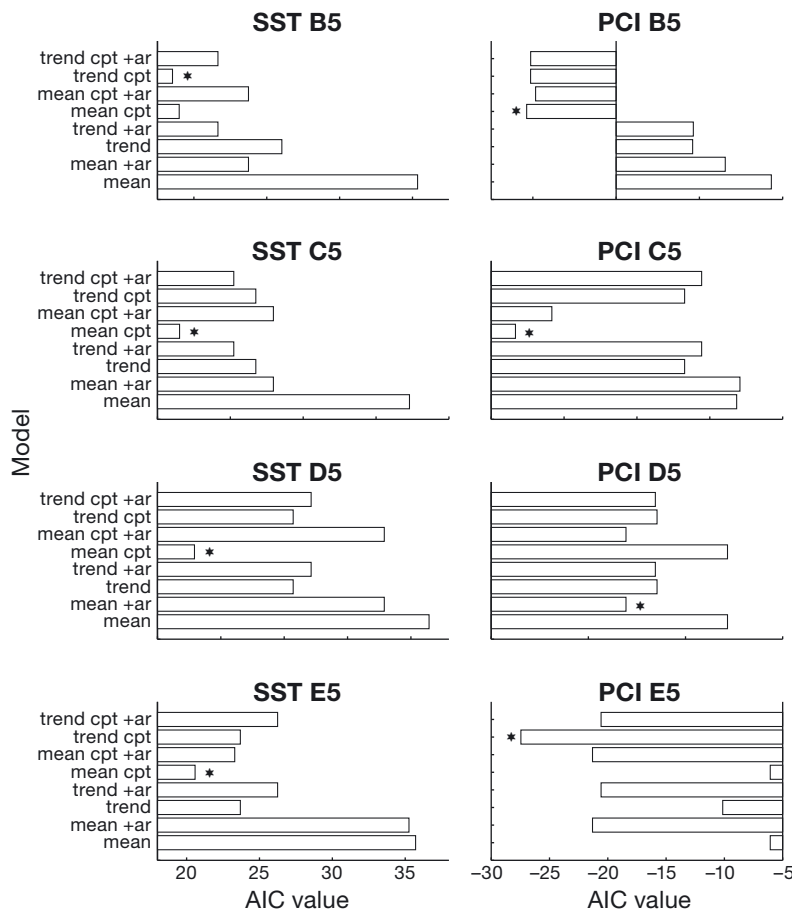 SST B5
PCI B5
trend cpt +ar
trend cpt
mean cpt +ar
mean cpt
trend +ar
trend
mean +ar
mean
SST C5
PCI C5
trend cpt +ar
trend cpt
mean cpt +ar
mean cpt
trend +ar
trend
mean +ar
mean
Model
SST D5
PCI D5
trend cpt +ar
trend cpt
mean cpt +ar
mean cpt
trend +ar
trend
mean +ar
mean
SST E5
PCI E5
trend cpt +ar
trend cpt
mean cpt +ar
mean cpt
trend +ar
trend
mean +ar
mean
20 25 30 35
−30 −25 −20 −15 −10 −5
AIC value
AIC value